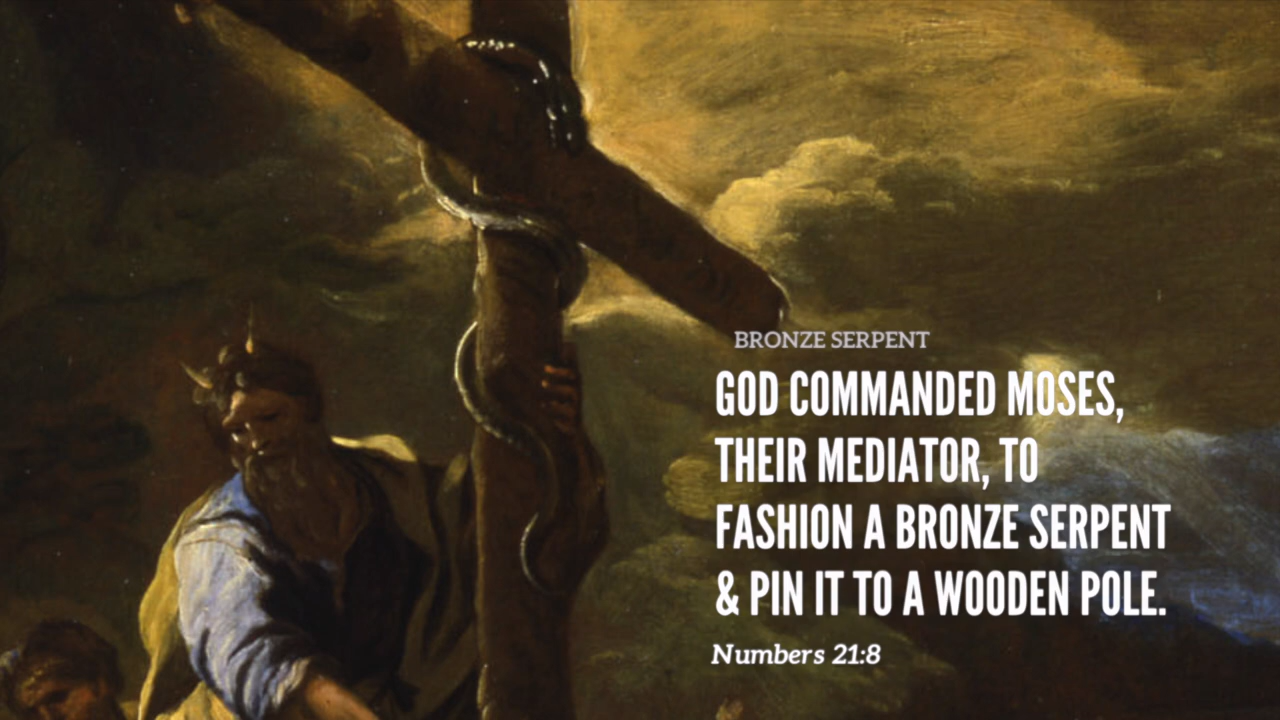 BRONZE SERPENT
GOD COMMANDED MOSES,
THEIR MEDIATOR, TO
FASHION A BRONZE SERPENT
& PIN IT TO A WOODEN POLE.
Numbers 21:8